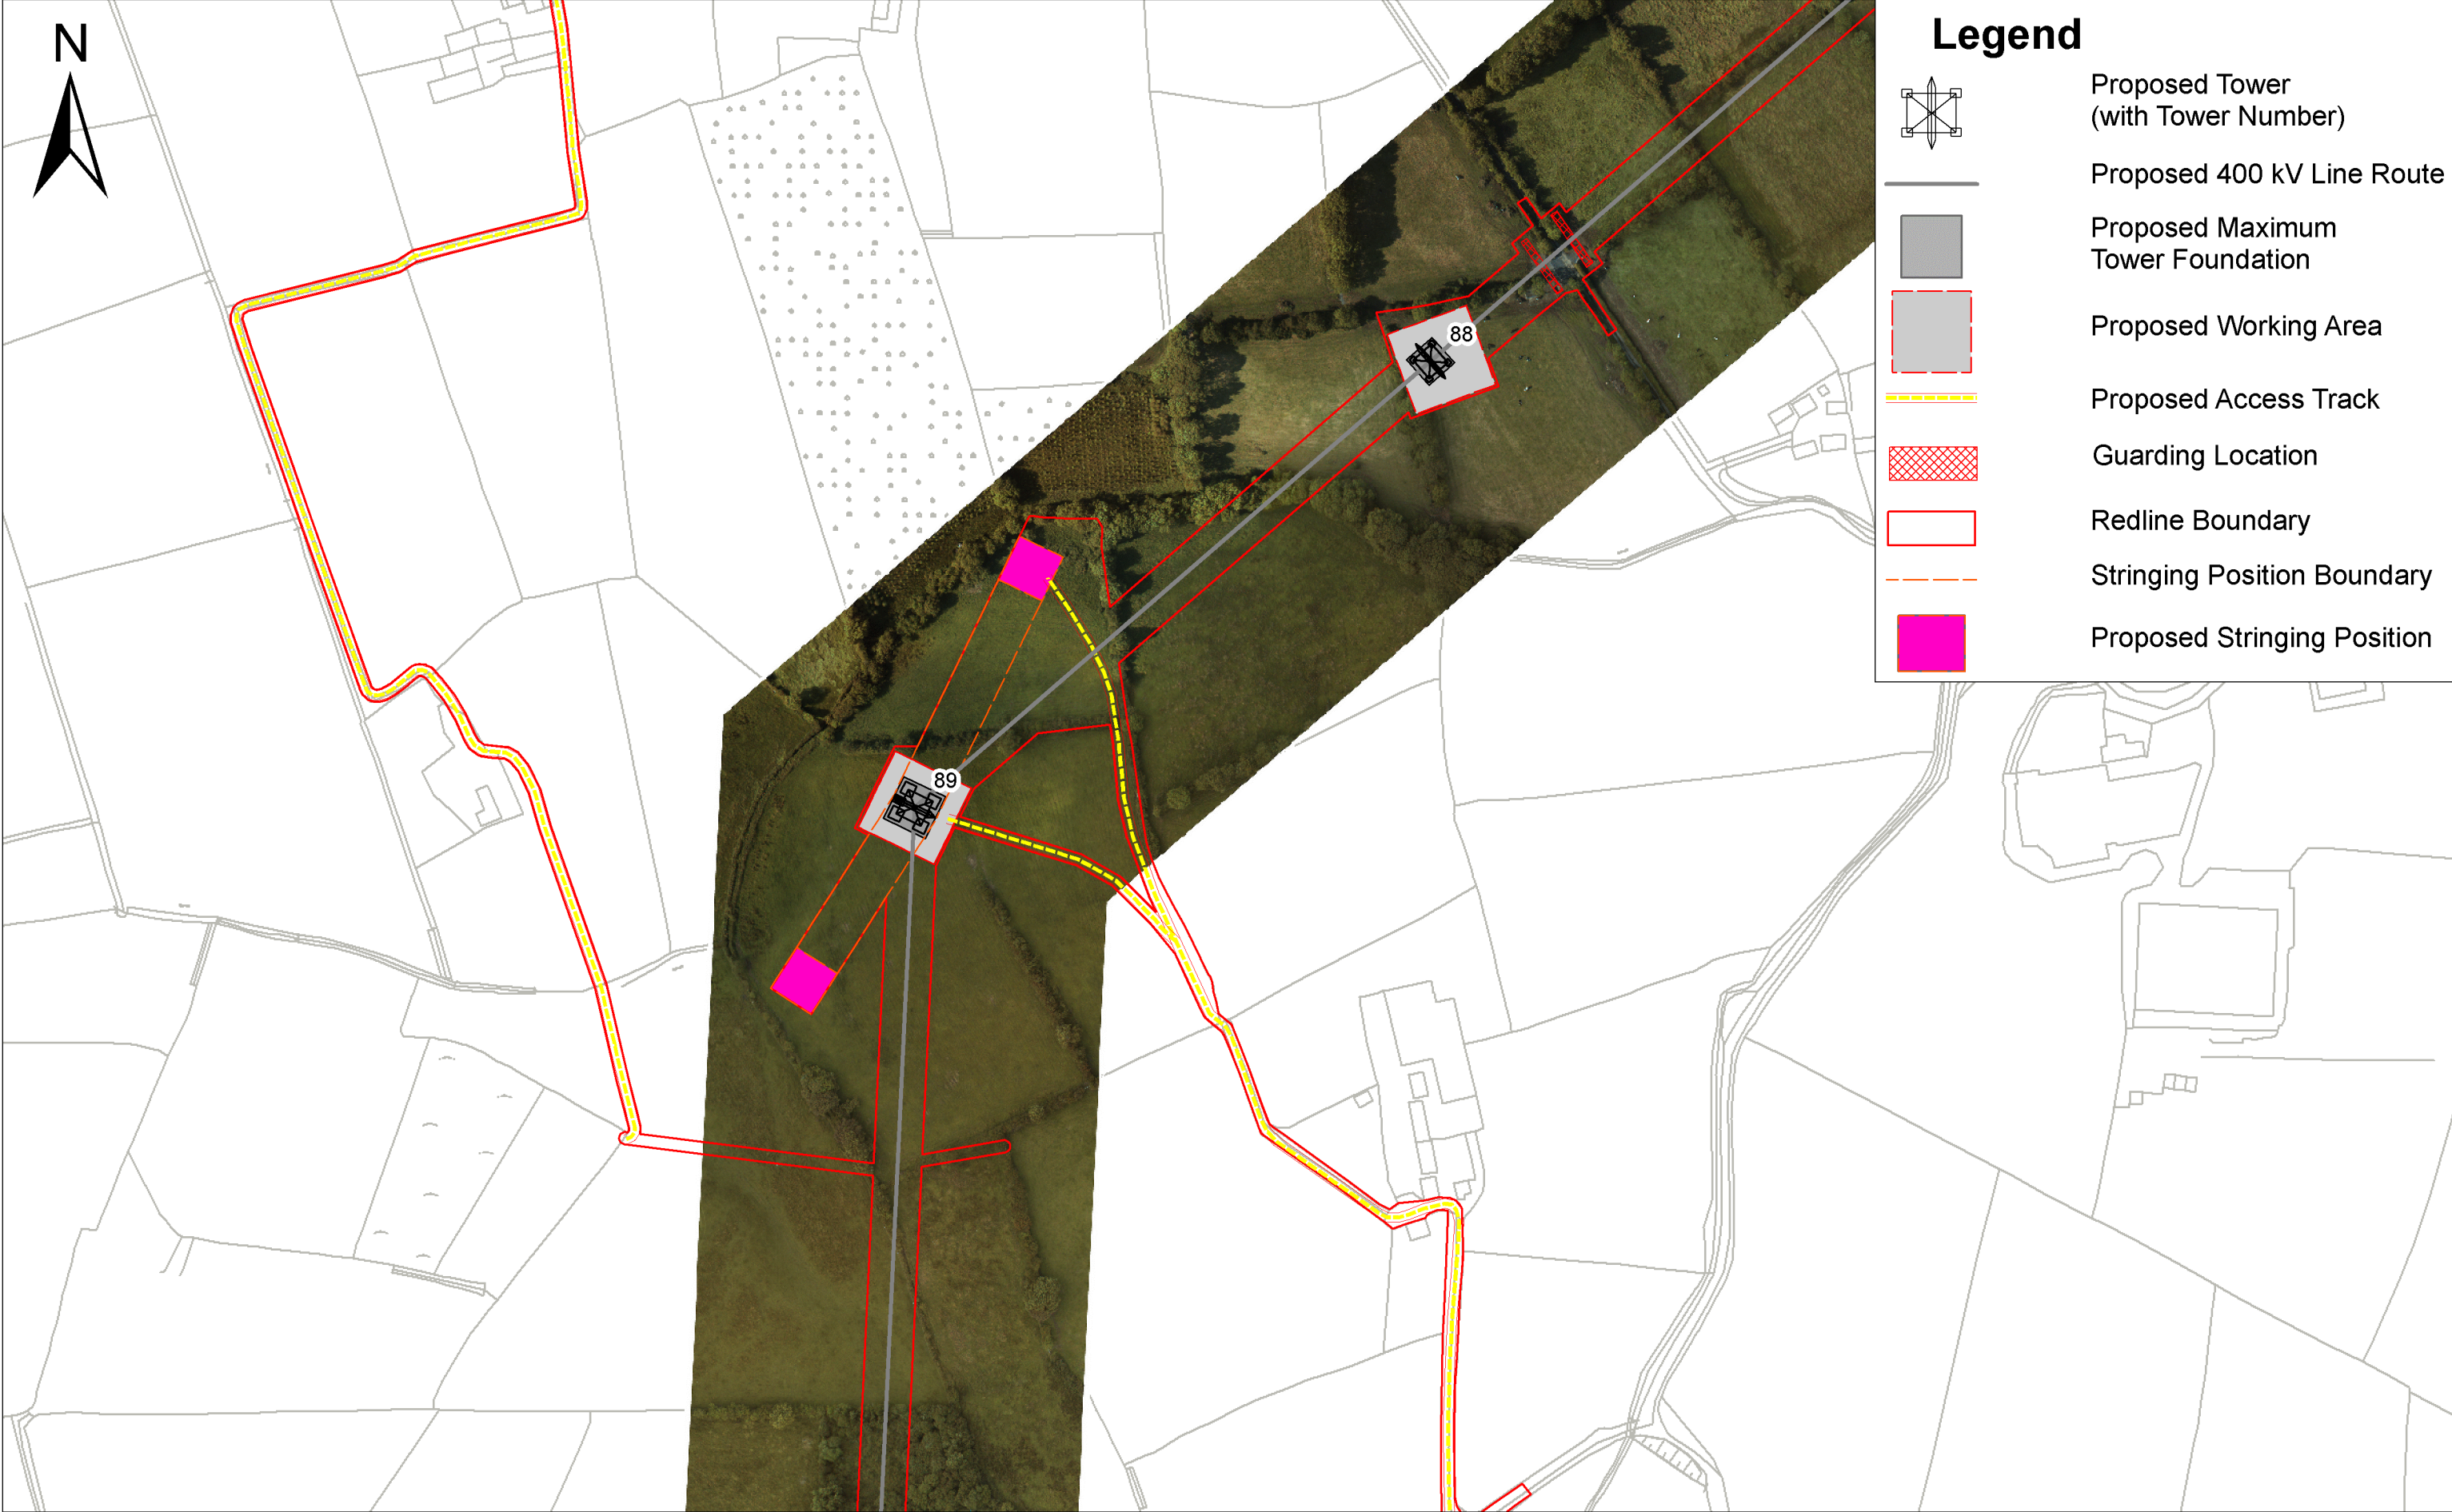 N
Legend
Proposed Tower
(with Tower Number)
Proposed 400 kV Line Route
Proposed Maximum
Tower Foundation
Proposed Working Area
Proposed Access Track
Guarding Location
Redline Boundary
Stringing Position Boundary
Proposed Stringing Position
88
89